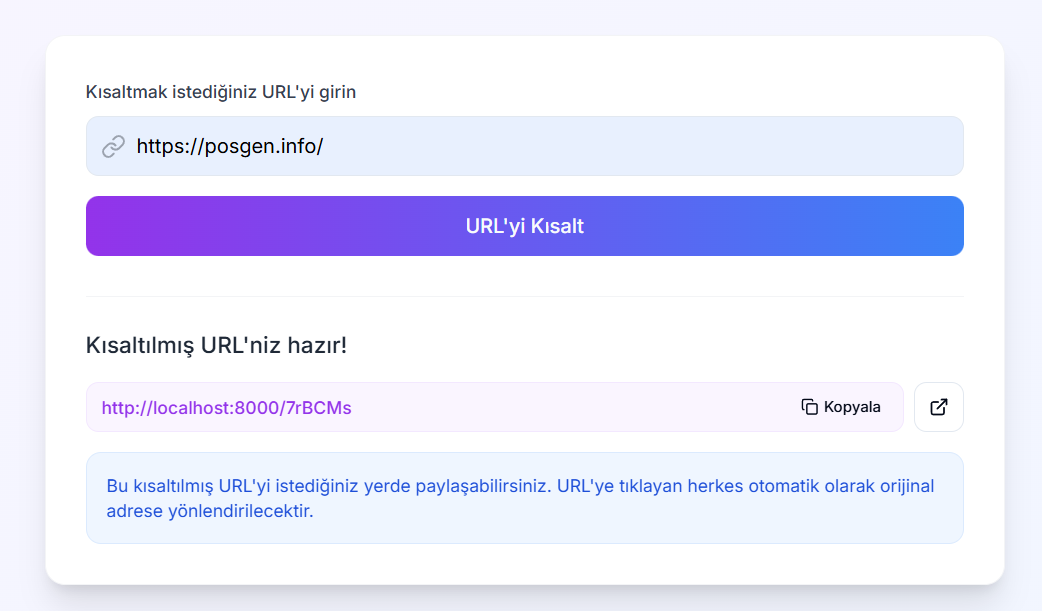 Kısaltmak istediğiniz URL'yi girin
https://posgen.info/
URL'yi Kısalt
Kısaltılmış URL'niz hazır!
http://localhost:8000/7rBCMs
Kopyala
Bu kısaltılmış URL'yi istediğiniz yerde paylaşabilirsiniz. URL'ye tıklayan herkes otomatik olarak orijinal
adrese yönlendirilecektir.